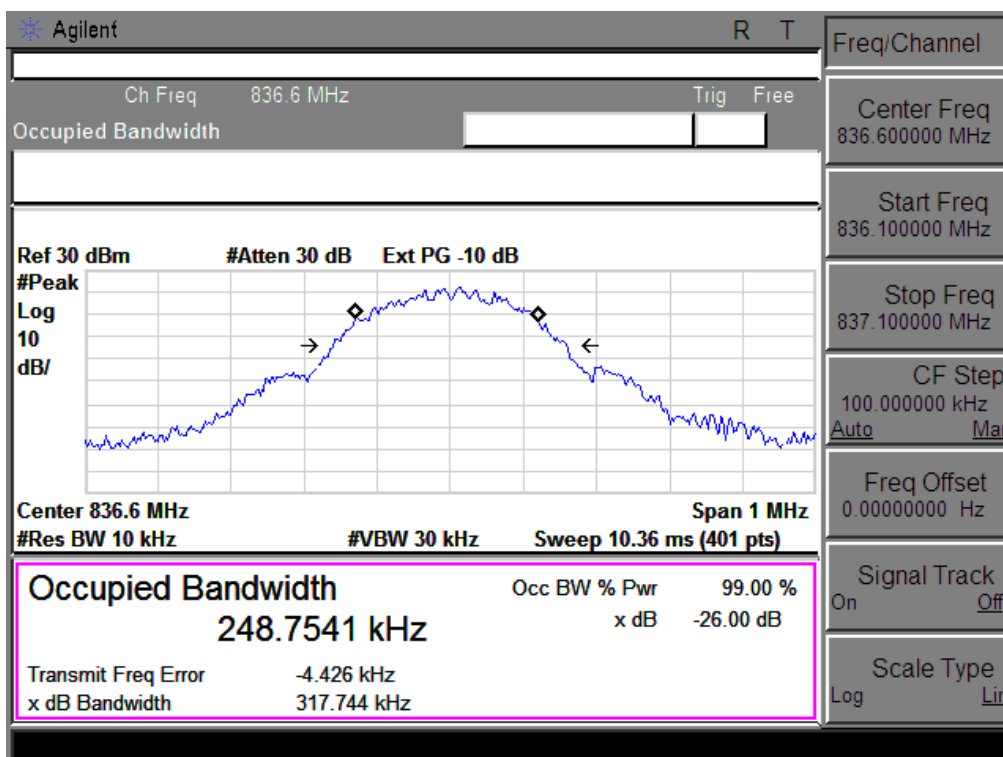 Agilent R T
Ch Freq 836.6 MHz Trig Free
Occupied Bandwidth
Ref 30 dBm #Atten 30 dB Ext PG -10 dB
#Peak
Log
10
dB/
Center 836.6 MHz Span 1 MHz
#Res BW 10 kHz #VBW 30 kHz Sweep 10.36 ms (401 pts)
Occupied Bandwidth
248.7541 kHz
Occ BW % Pwr 99.00 %
x dB -26.00 dB
Transmit Freq Error -4.426 kHz
x dB Bandwidth 317.744 kHz
Freq/Channel
Center Freq
836.600000 MHz
Start Freq
836.100000 MHz
Stop Freq
837.100000 MHz
CF Step
100.000000 kHz
Auto Ma
Freq Offset
0.00000000 Hz
Signal Track
On Off
Scale Type
Log Lin